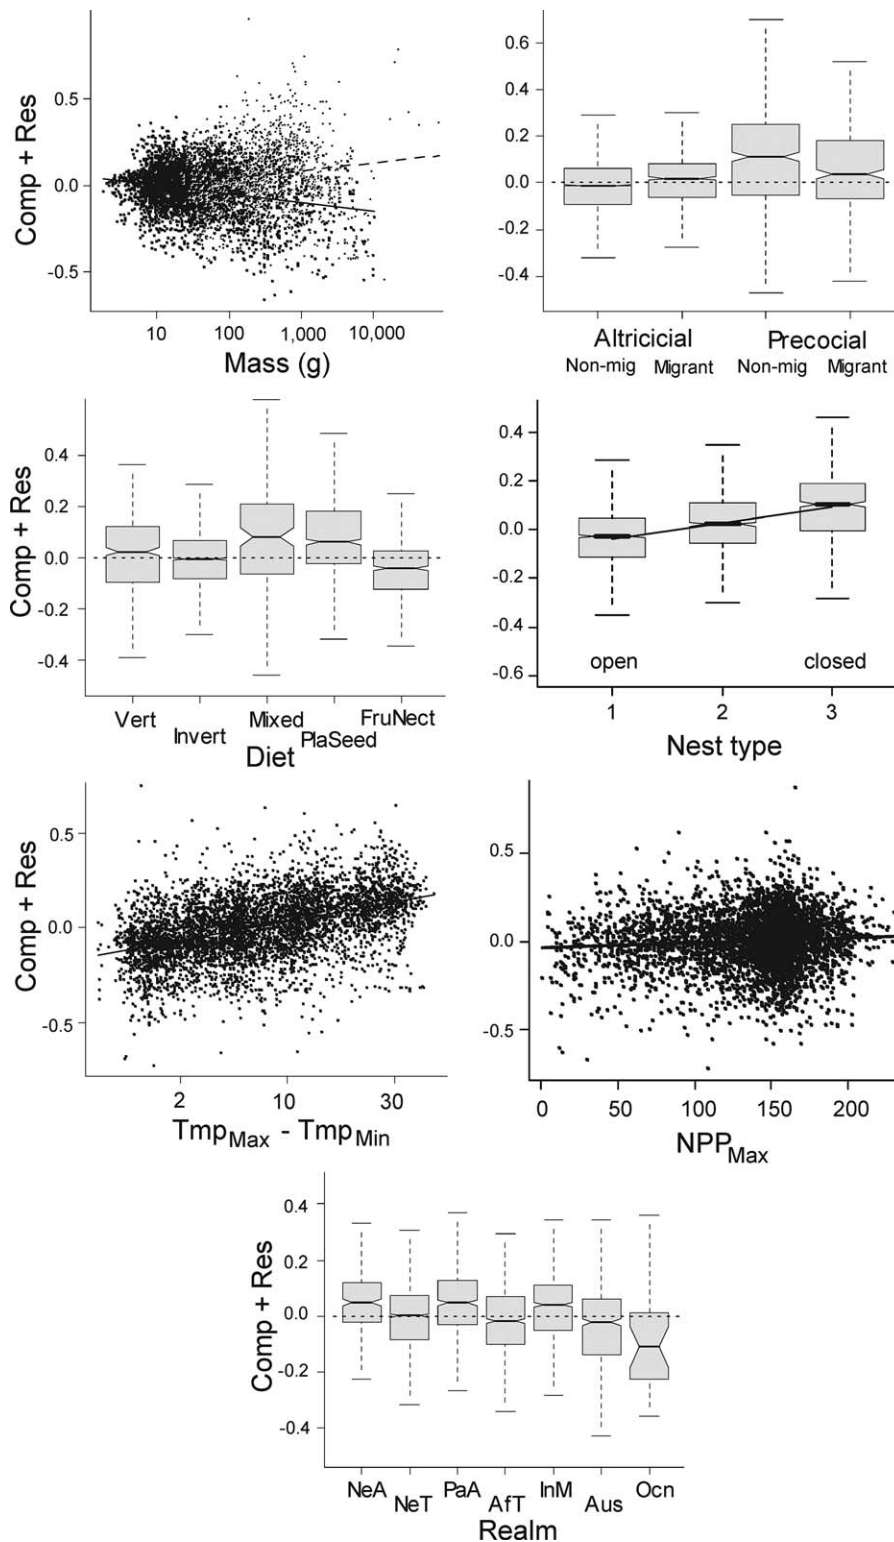 Comp + Res
0.5
0.0
-0.5
10
100
1,000
10,000
Mass (g)
0.6
0.4
0.2
0.0
-0.2
-0.4
Altricicial
Precocial
Non-mig
Migrant
Non-mig
Migrant
Comp + Res
0.4
0.2
0.0
-0.2
-0.4
Vert
Invert
Mixed
PlaSeed
FruNect
Diet
0.4
0.2
0.0
-0.2
-0.4
-0.6
open
closed
1
2
3
Nest type
Comp + Res
0.5
0.0
-0.5
2
10
30
TmpMax - TmpMin
0.5
0.0
-0.5
0
50
100
150
200
NPPMax
Comp + Res
0.4
0.2
0.0
-0.2
-0.4
NeA
NeT
PaA
AfT
InM
Aus
Ocn
Realm